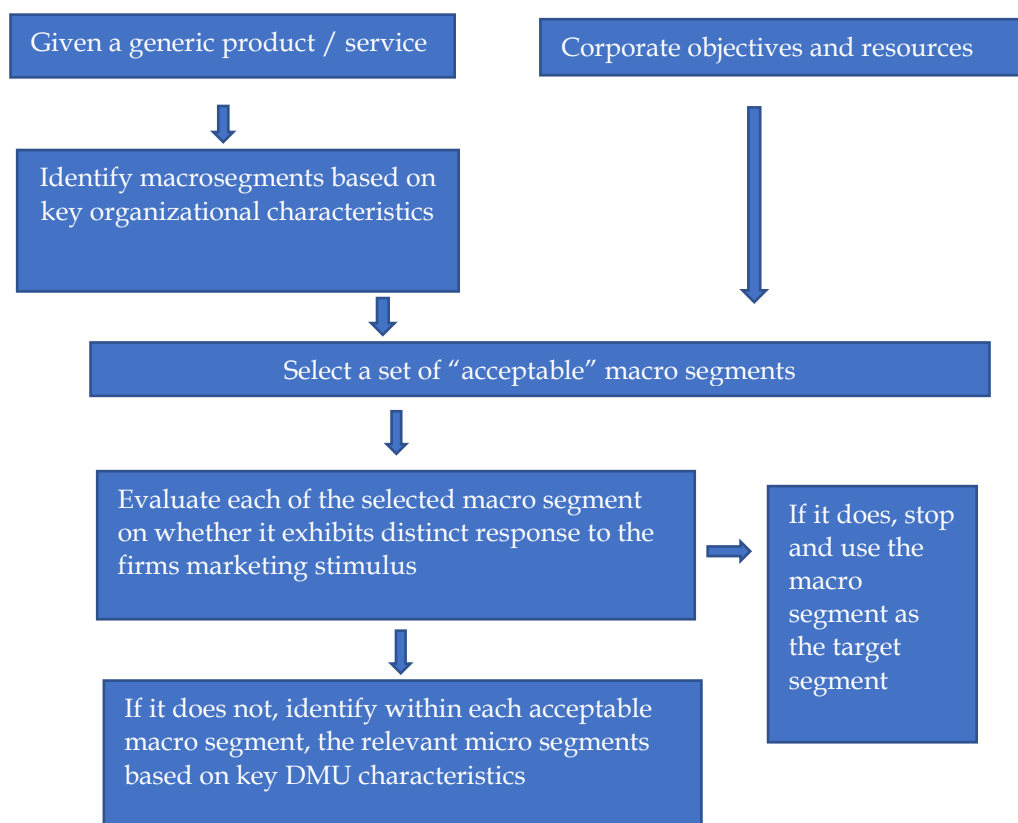 Given a generic product / service
Corporate objectives and resources
Identify macrosegments based on
key organizational characteristics
Select a set of “acceptable” macro segments
Evaluate each of the selected macro segment
on whether it exhibits distinct response to the
firms marketing stimulus
If it does, stop
and use the
macro
segment as
the target
segment
If it does not, identify within each acceptable
macro segment, the relevant micro segments
based on key DMU characteristics